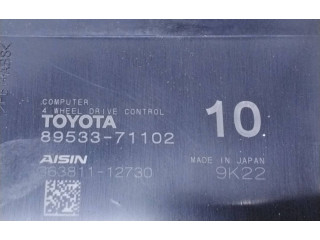 COMPUTER
4 WHEEL DRIVE CONTROL
TOYOTA
89533-71102
10
AISIN
MADE IN JAPAN
9K22